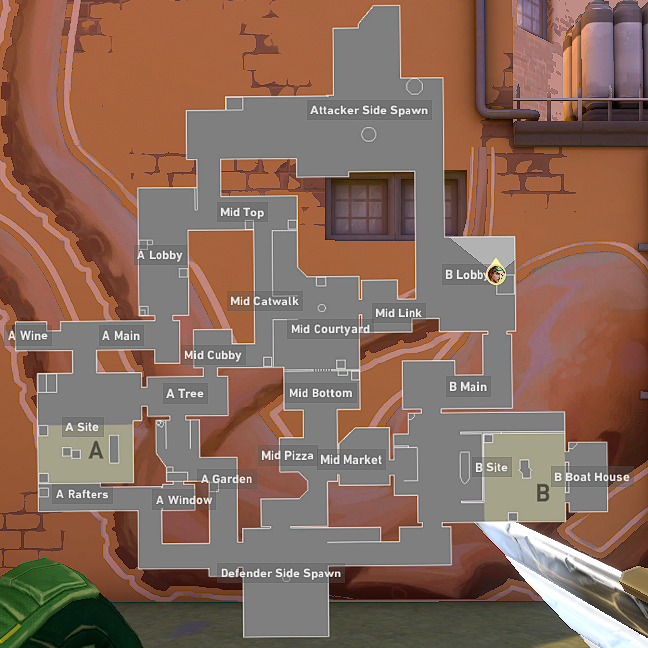 Attacker Side Spawn
Mid Top
A Lobby
B Lobby
Mid Catwalk
Mid Link
Mid Courtyard
A Wine
A Main
Mid Cubby
A Tree
Mid Bottom
B Main
A Site
A
Mid Pizza
Mid Market
B Site
A Garden
B Boat House
A Rafters
A Window
B
Defender Side Spawn